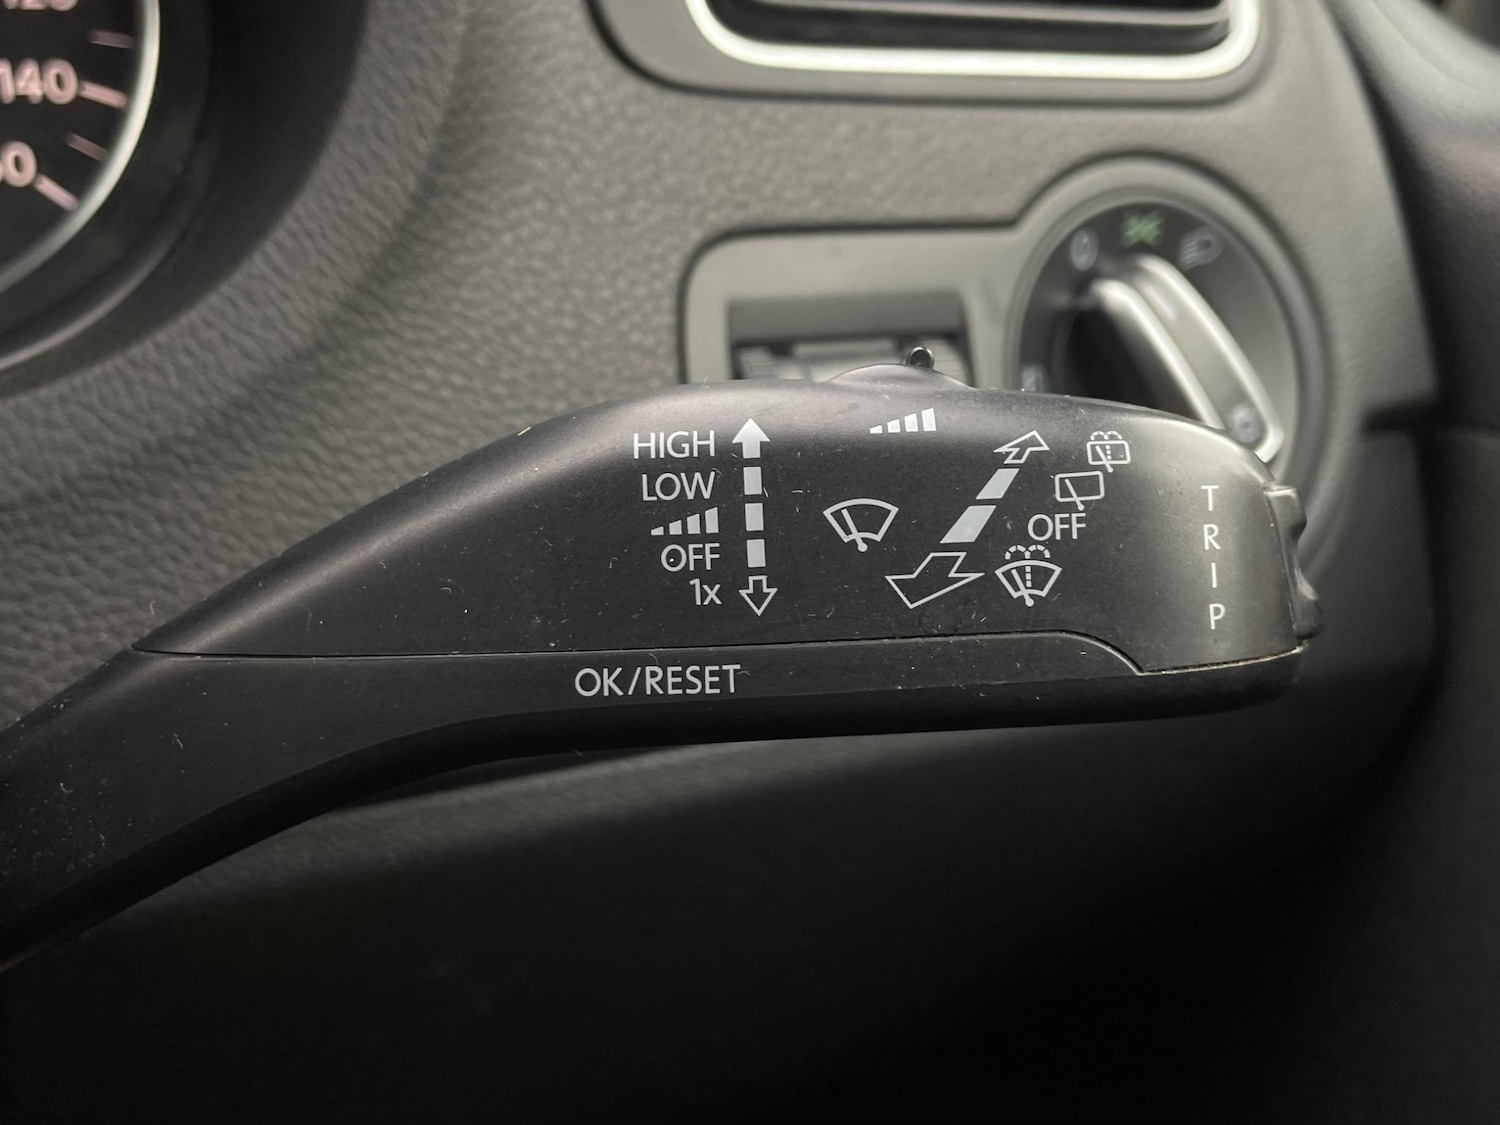 140
HIGH
LOW
OFF
1x
OFF
TRIP
OK/RESET